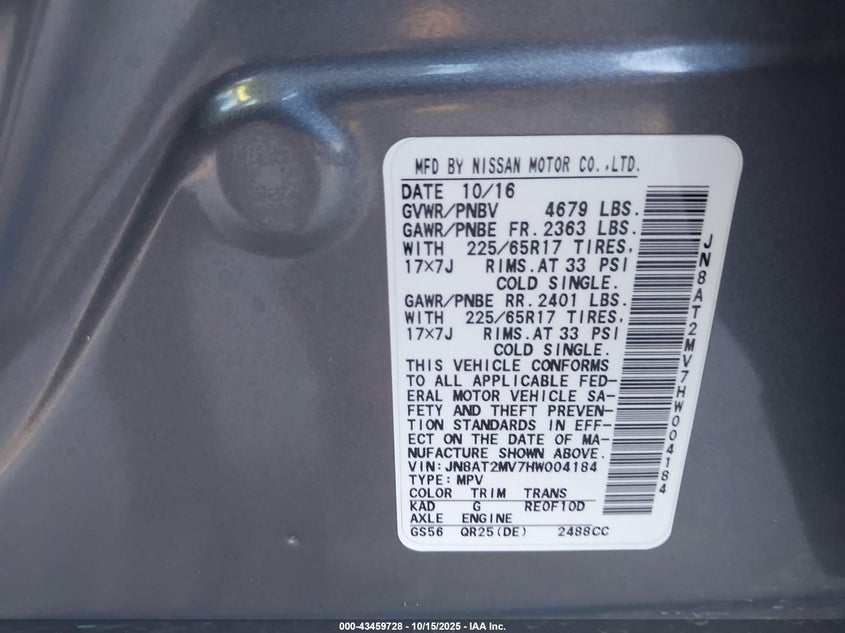 MFD BY NISSAN MOTOR CO.,LTD.
DATE 10/16
GVWR/PNBV 4679 LBS.
GAWR/PNBE FR. 2363 LBS.
WITH 225/65R17 TIRES.
17×7J RIMS.AT 33 PSI
COLD SINGLE.
GAWR/PNBE RR. 2401 LBS.
WITH 225/65R17 TIRES.
17×7J RIMS.AT 33 PSI
COLD SINGLE.
THIS VEHICLE CONFORMS
TO ALL APPLICABLE FED-
ERAL MOTOR VEHICLE SA-
FETY AND THEFT PREVEN-
TION STANDARDS IN EFF-
ECT ON THE DATE OF MA-
NUFACTURE SHOWN ABOVE.
VIN: JN8AT2MV7HW004184
TYPE: MPV
COLOR TRIM TRANS
KAD G RE0F10D
AXLE ENGINE
GS56 QR25(DE) 2488CC
JN8AT2MV7HW004184
000-43459728 - 10/15/2025 - IAA Inc.